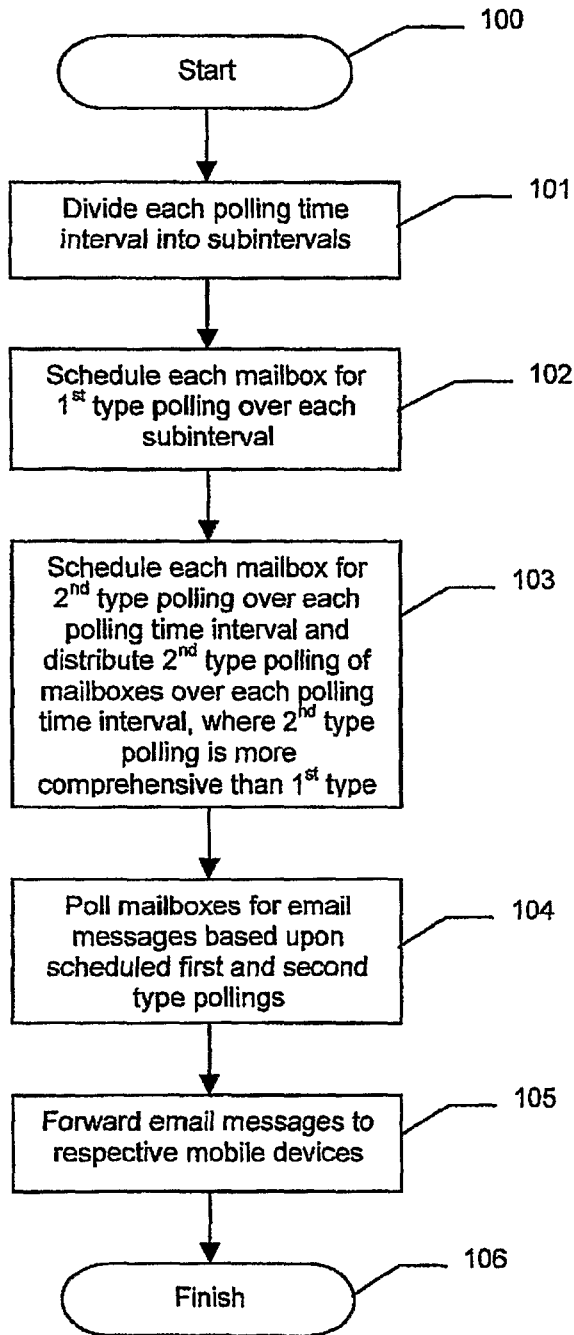 100
Start
101
Divide each polling time
interval into subintervals
102
Schedule each mailbox for
1st type polling over each
subinterval
103
Schedule each mailbox for
2nd type polling over each
polling time interval and
distribute 2nd type polling of
mailboxes over each polling
time interval, where 2nd type
polling is more
comprehensive than 1st type
104
Poll mailboxes for email
messages based upon
scheduled first and second
type pollings
105
Forward email messages to
respective mobile devices
106
Finish